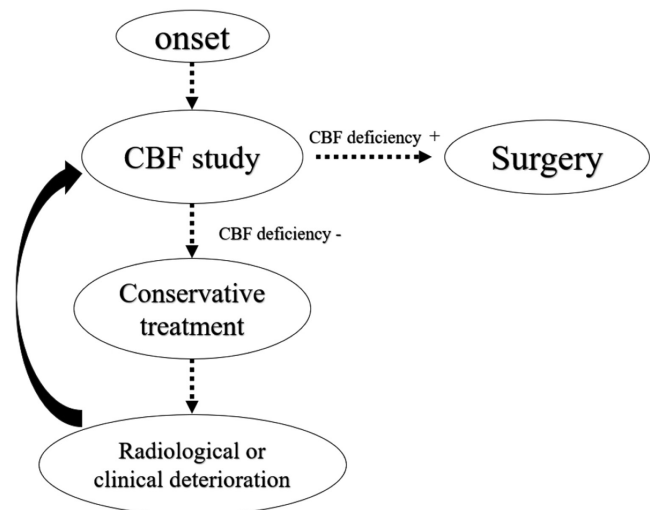 onset
CBF study
CBF deficiency +
Surgery
CBF deficiency -
Conservative
treatment
Radiological or
clinical deterioration